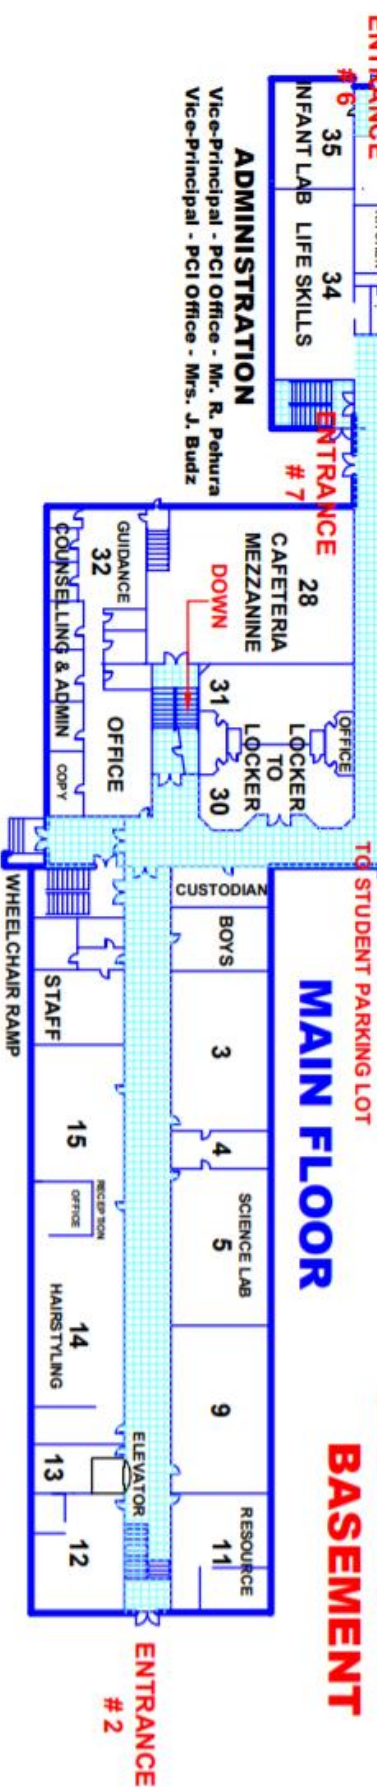 ENTRANCE
# 6
35
INFANT LAB
34
LIFE SKILLS
ADMINISTRATION
Vice-Principal - PCI Office - Mr. R. Pehura
Vice-Principal - PCI Office - Mrs. J. Budz
ENTRANCE
# 7
28
CAFETERIA
MEZZANINE
DOWN
GUIDANCE
32
COUNSELLING & ADMIN
OFFICE
COPY
31
30
OFFICE
LOCKER
TO
LOCKER
TO STUDENT PARKING LOT
MAIN FLOOR
BASEMENT
CUSTODIAN
BOYS
3
4
SCIENCE LAB
5
9
RESOURCE
11
WHEELCHAIR RAMP
STAFF
15
RECEPTION
OFFICE
14
HAIRSTYLING
13
ELEVATOR
12
ENTRANCE
# 2